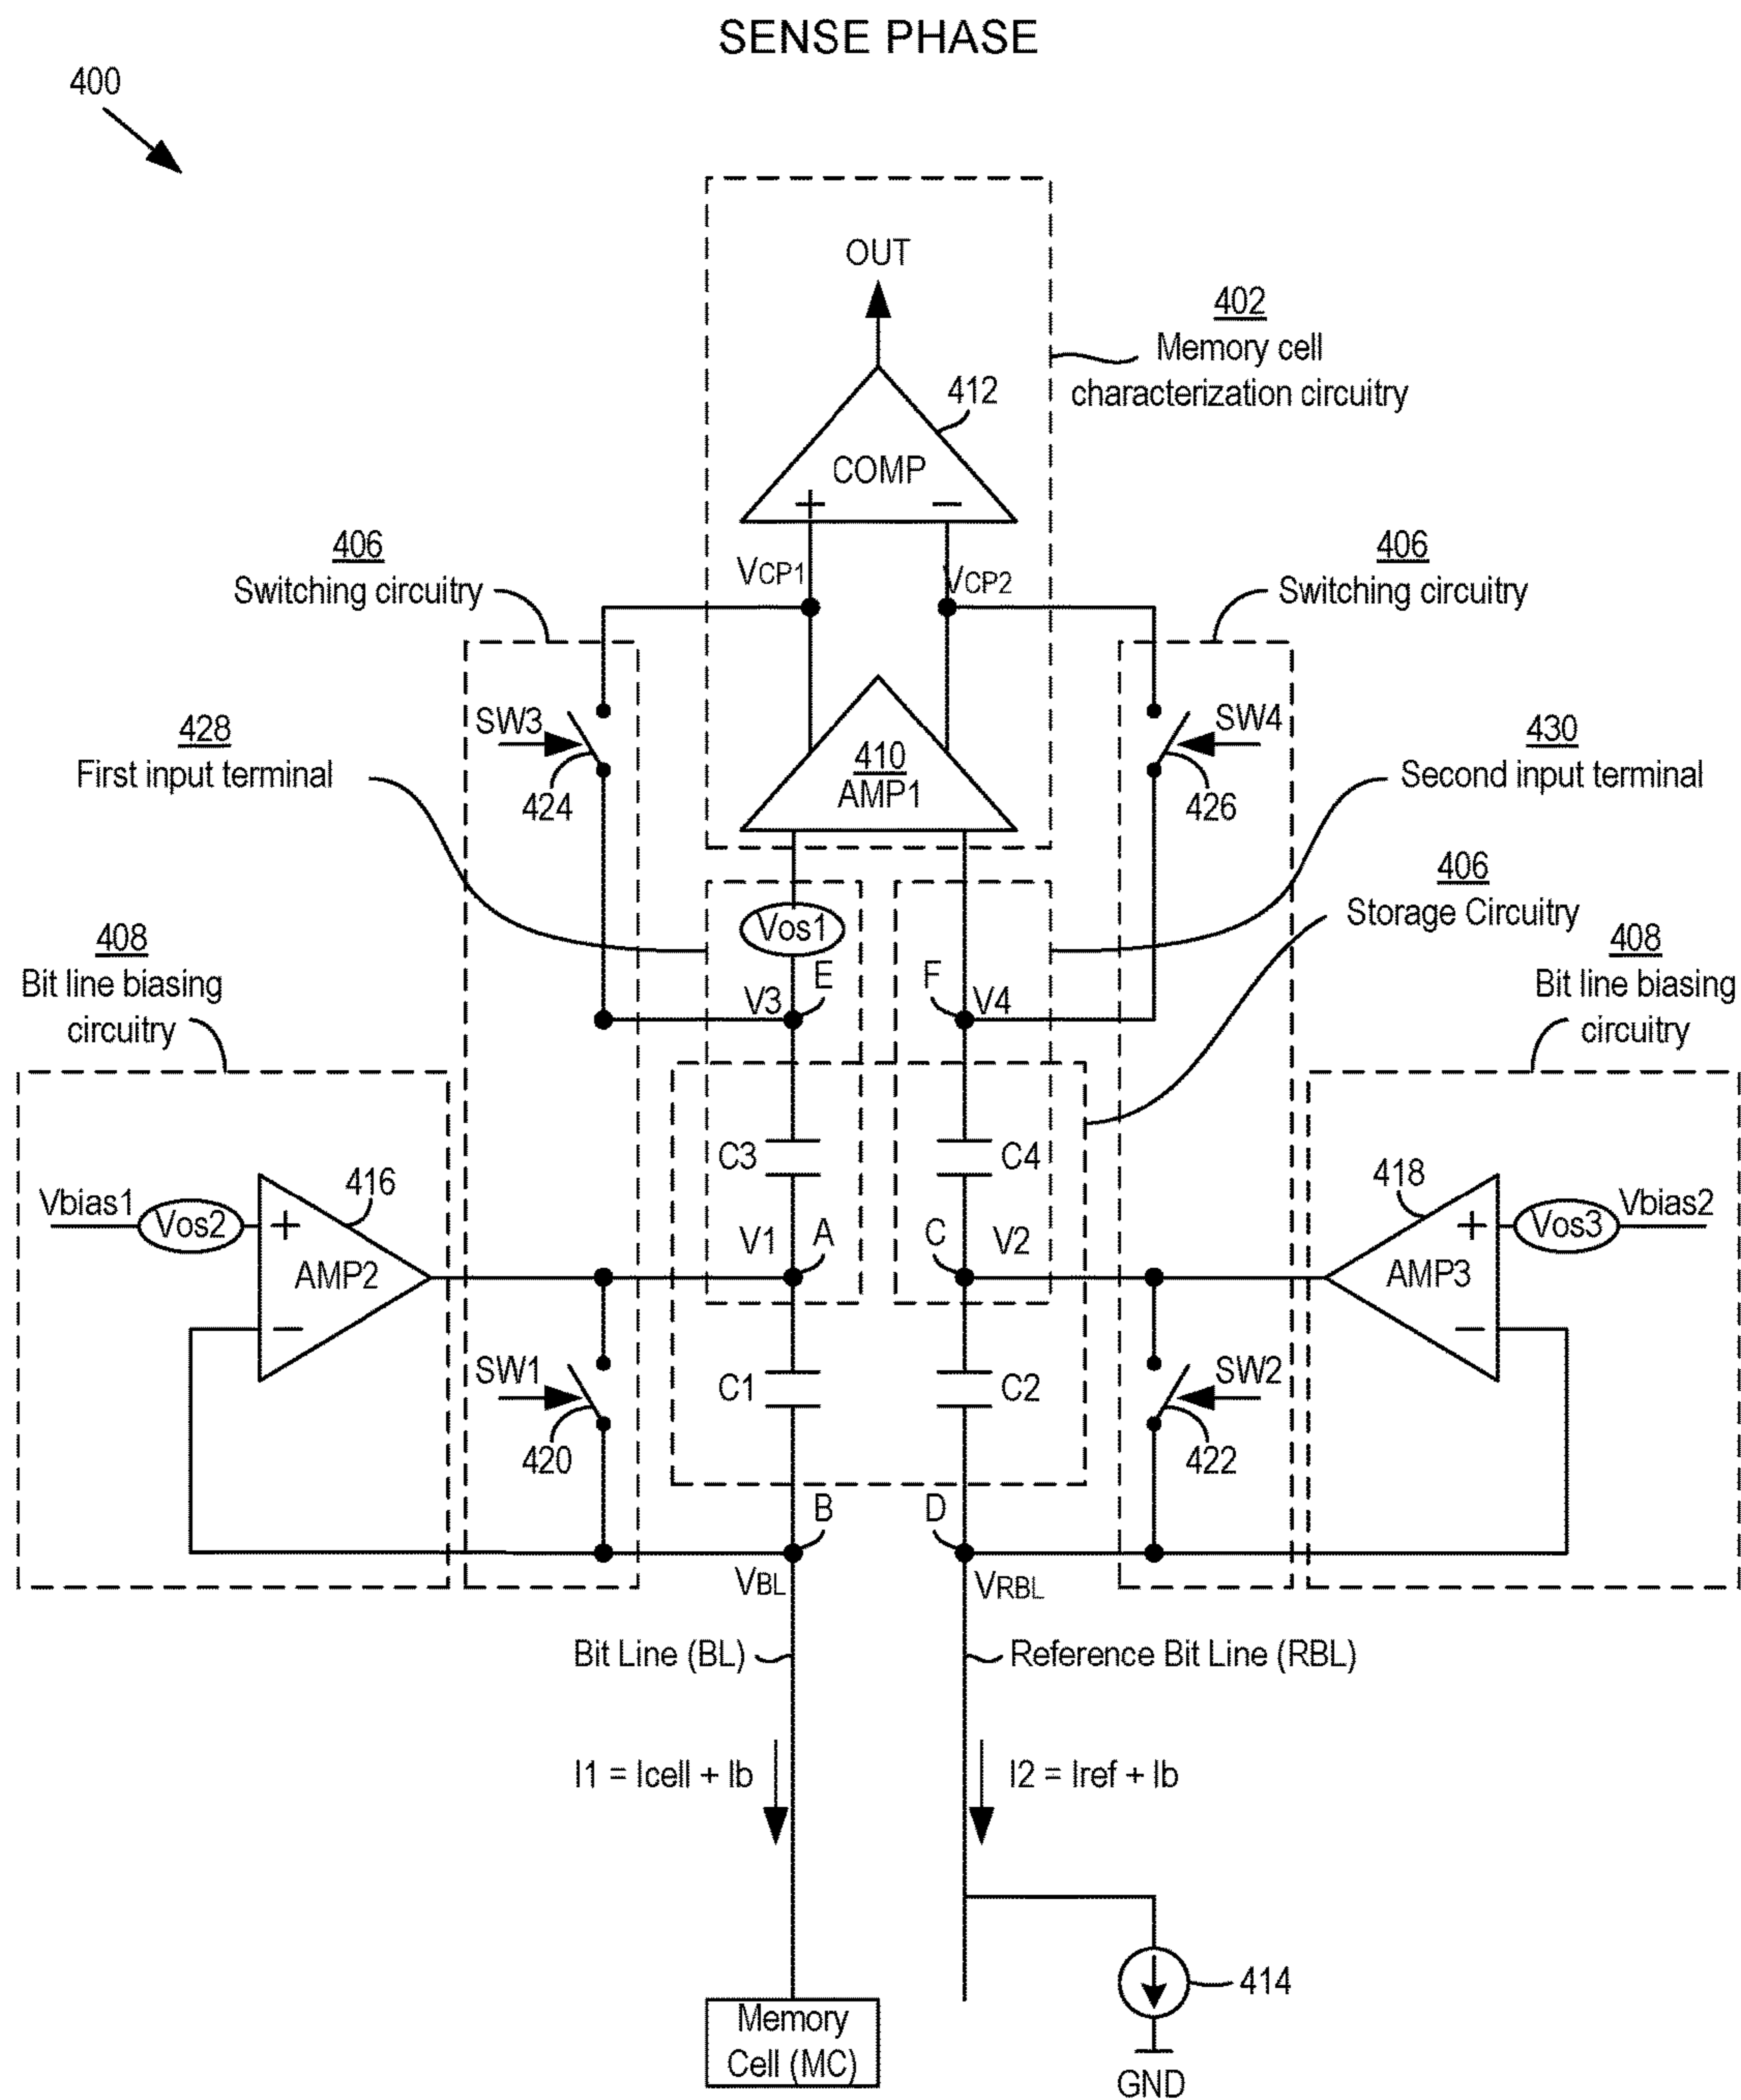 SENSE PHASE
400
OUT
402
Memory cell
characterization circuitry
412
COMP
+
−
406
Switching circuitry
VCP1
VCP2
406
Switching circuitry
SW3
424
SW4
426
428
First input terminal
410
AMP1
430
Second input terminal
406
Storage Circuitry
408
Bit line biasing
circuitry
Vos1
E
V3
F
V4
408
Bit line biasing
circuitry
C3
C4
Vbias1
Vos2
+
−
416
AMP2
V1
A
C
V2
418
+
−
Vos3
Vbias2
AMP3
SW1
420
C1
C2
SW2
422
B
D
VBL
VRBL
Bit Line (BL)
Reference Bit Line (RBL)
I1 = Icell + Ib
I2 = Iref + Ib
414
Memory
Cell (MC)
GND